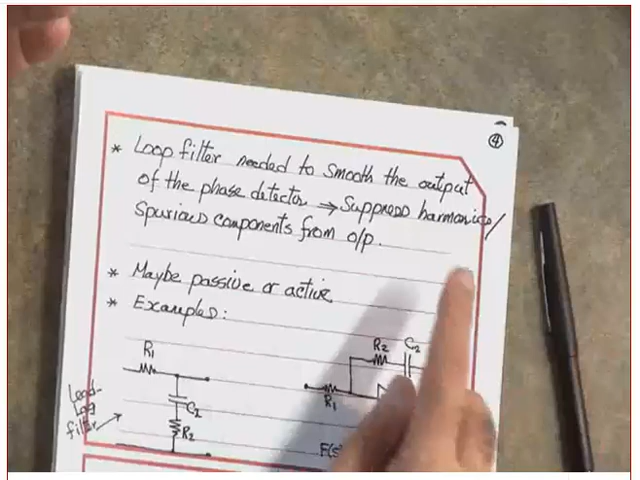 ④
* Loop filter needed to smooth the output
of the phase detector → Suppress harmonics/
Spurious components from o/p.
* Maybe passive or active
* Examples:
R1
C2
R2
Lead-
Lag
filter
R2
C2
R1
F(s)